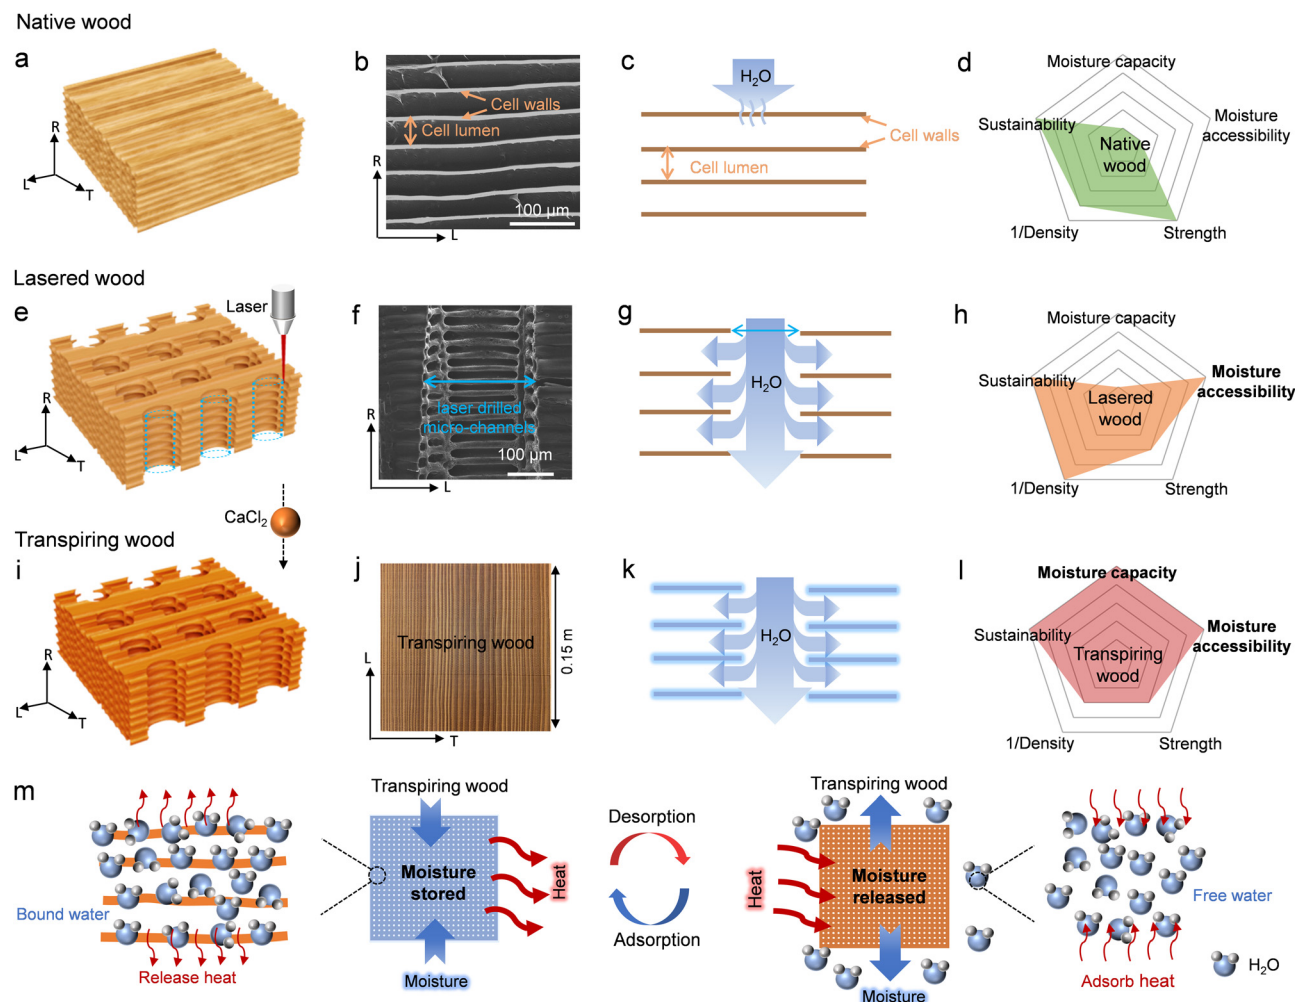 Native wood
a
R
L
T
b
Cell walls
Cell lumen
100 µm
R
L
c
H₂O
Cell walls
Cell lumen
d
Moisture capacity
Moisture
accessibility
Sustainability
Native
wood
1/Density
Strength
Lasered wood
e
Laser
R
L
T
f
laser drilled
micro-channels
100 µm
R
L
g
H₂O
h
Moisture capacity
Moisture
accessibility
Sustainability
Lasered
wood
1/Density
Strength
CaCl₂
Transpiring wood
i
R
L
T
j
Transpiring wood
0.15 m
L
T
k
H₂O
l
Moisture capacity
Moisture
accessibility
Sustainability
Transpiring
wood
1/Density
Strength
m
Bound water
Release heat
Transpiring wood
Moisture
stored
Heat
Moisture
Desorption
Adsorption
Transpiring wood
Heat
Moisture
released
Moisture
Free water
Adsorb heat
H₂O